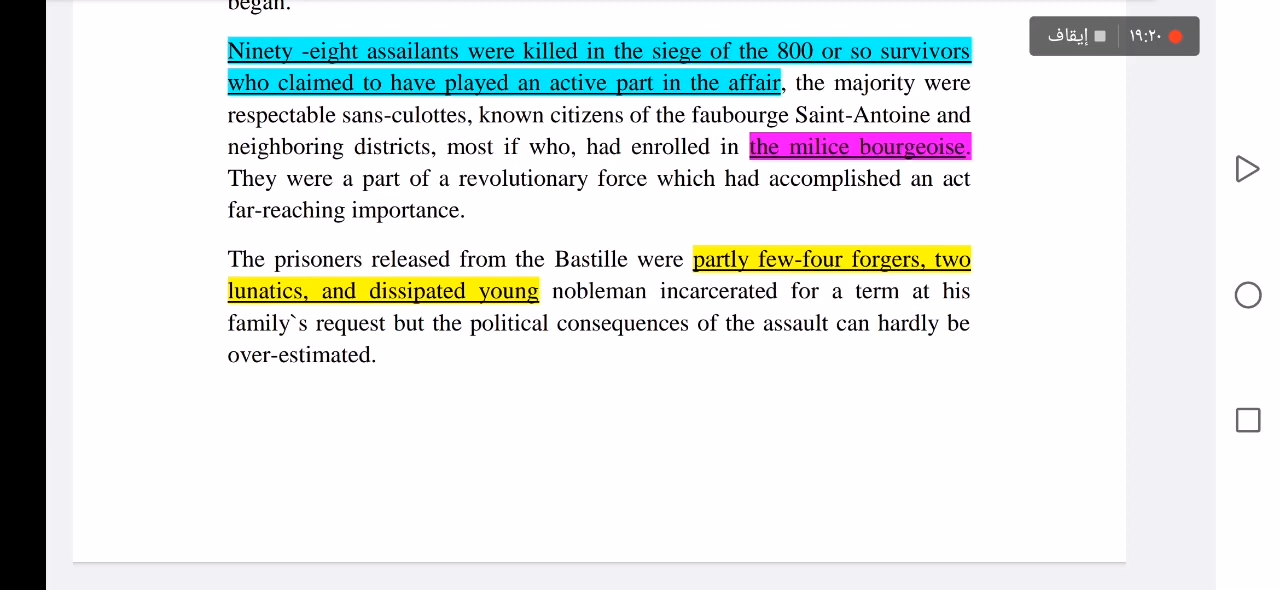 began.
إيقاف ١٩:٢٠
Ninety -eight assailants were killed in the siege of the 800 or so survivors
who claimed to have played an active part in the affair, the majority were
respectable sans-culottes, known citizens of the faubourge Saint-Antoine and
neighboring districts, most if who, had enrolled in the milice bourgeoise.
They were a part of a revolutionary force which had accomplished an act
far-reaching importance.
The prisoners released from the Bastille were partly few-four forgers, two
lunatics, and dissipated young nobleman incarcerated for a term at his
family`s request but the political consequences of the assault can hardly be
over-estimated.